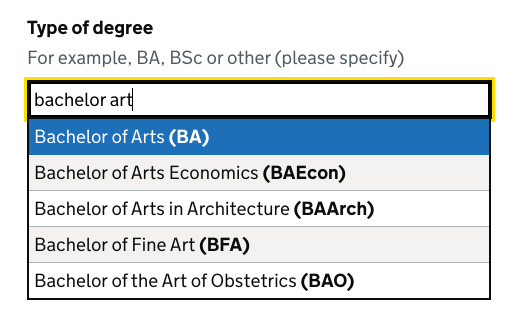 Type of degree
For example, BA, BSc or other (please specify)
bachelor art
Bachelor of Arts (BA)
Bachelor of Arts Economics (BAEcon)
Bachelor of Arts in Architecture (BAArch)
Bachelor of Fine Art (BFA)
Bachelor of the Art of Obstetrics (BAO)